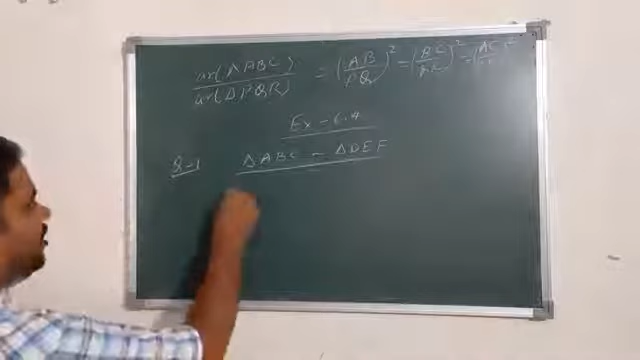 ar(△ABC) / ar(△PQR) = (AB/PQ)² = (BC/QR)² = (AC/
Ex - 6.4
Q-1 △ABC ~ △DEF